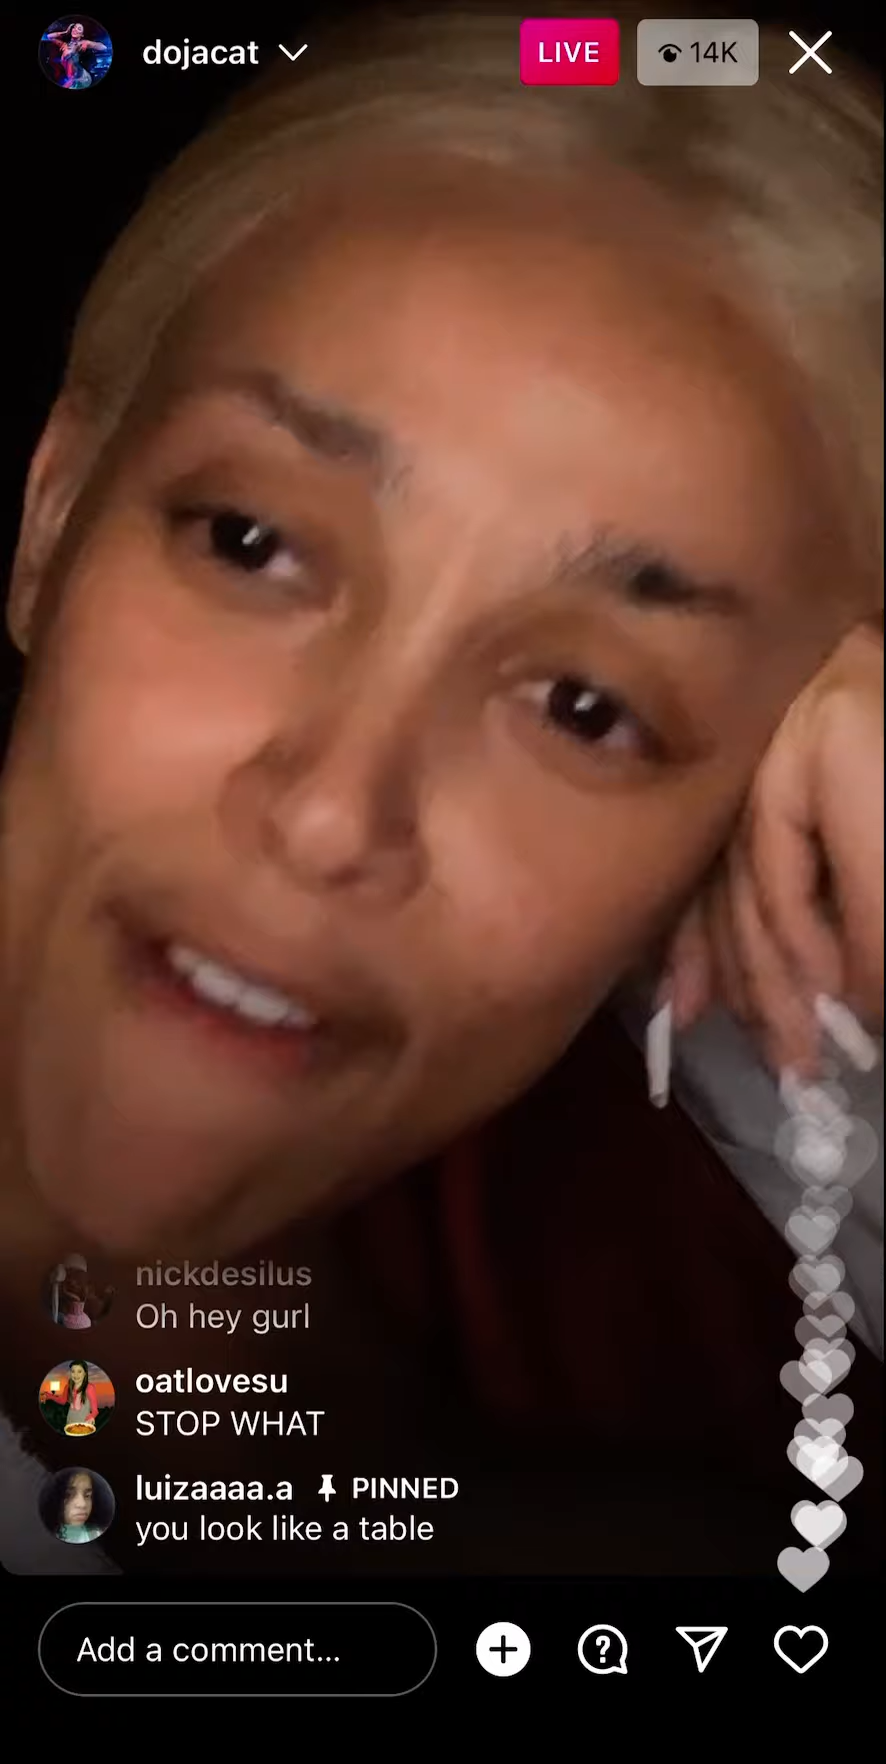 dojacat
LIVE
14K
nickdesilus
Oh hey gurl
oatlovesu
STOP WHAT
luizaaaa.a PINNED
you look like a table
Add a comment...